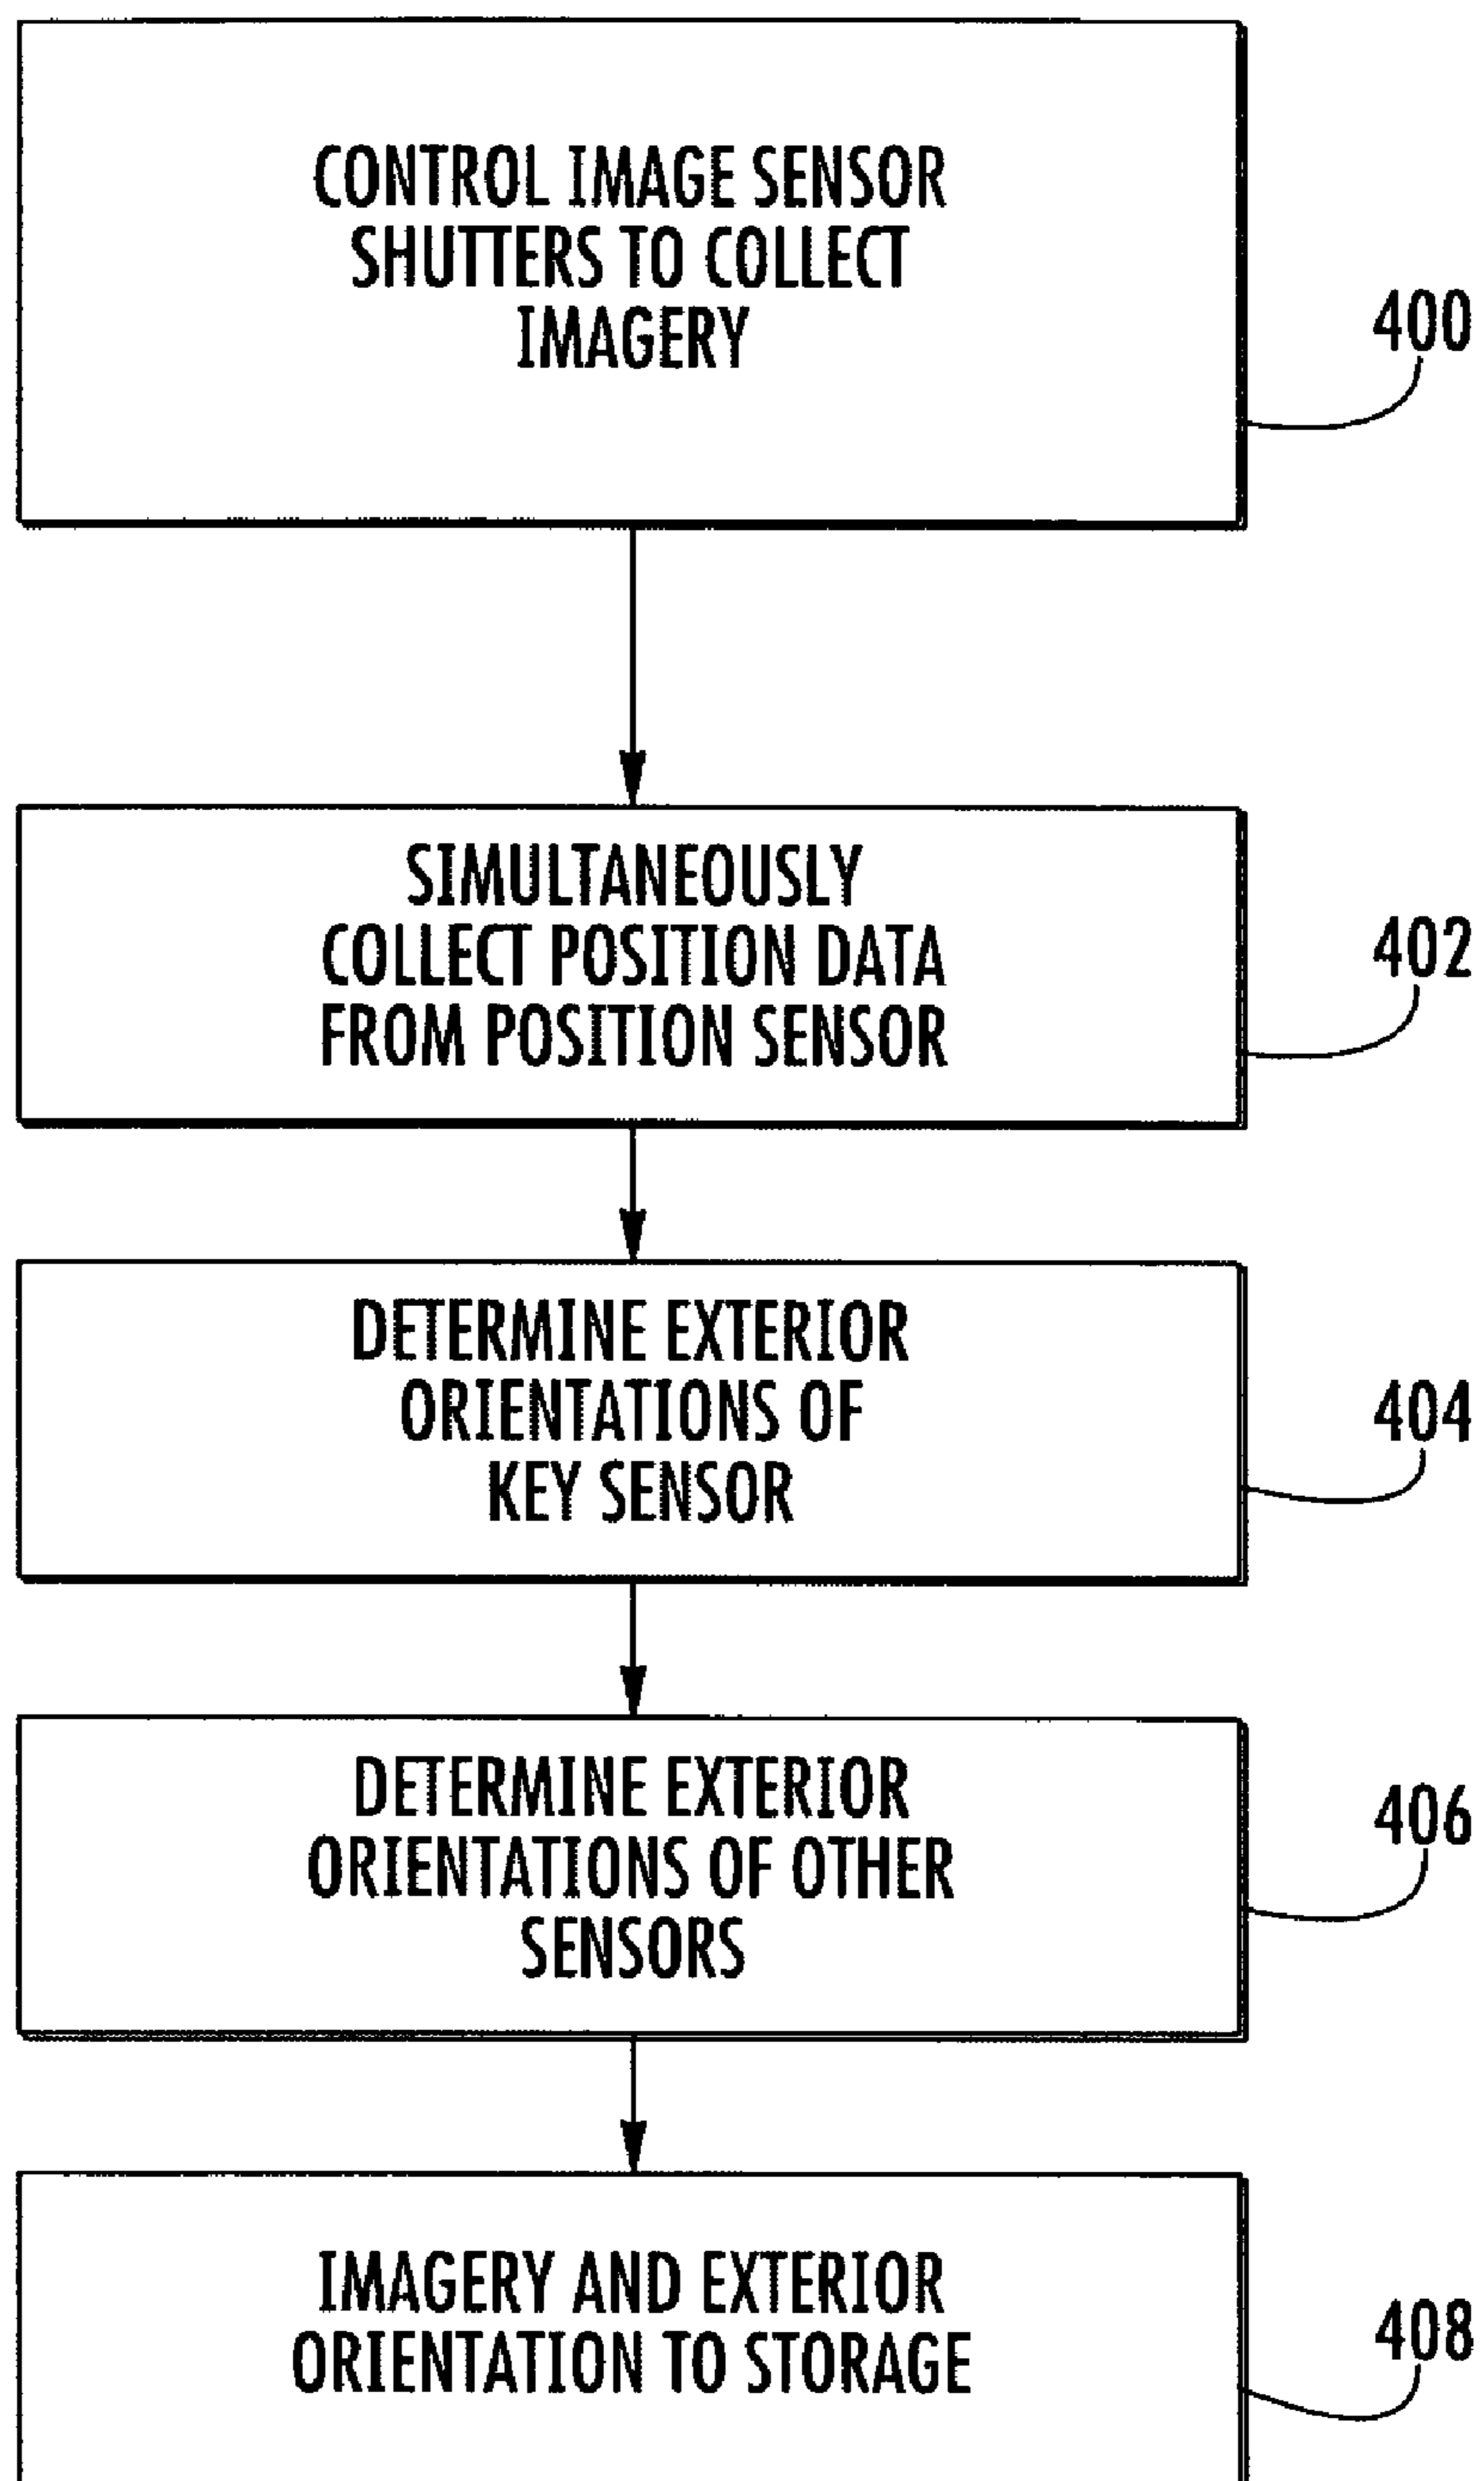 CONTROL IMAGE SENSOR
SHUTTERS TO COLLECT
IMAGERY
400
SIMULTANEOUSLY
COLLECT POSITION DATA
FROM POSITION SENSOR
402
DETERMINE EXTERIOR
ORIENTATIONS OF
KEY SENSOR
404
DETERMINE EXTERIOR
ORIENTATIONS OF OTHER
SENSORS
406
IMAGERY AND EXTERIOR
ORIENTATION TO STORAGE
408